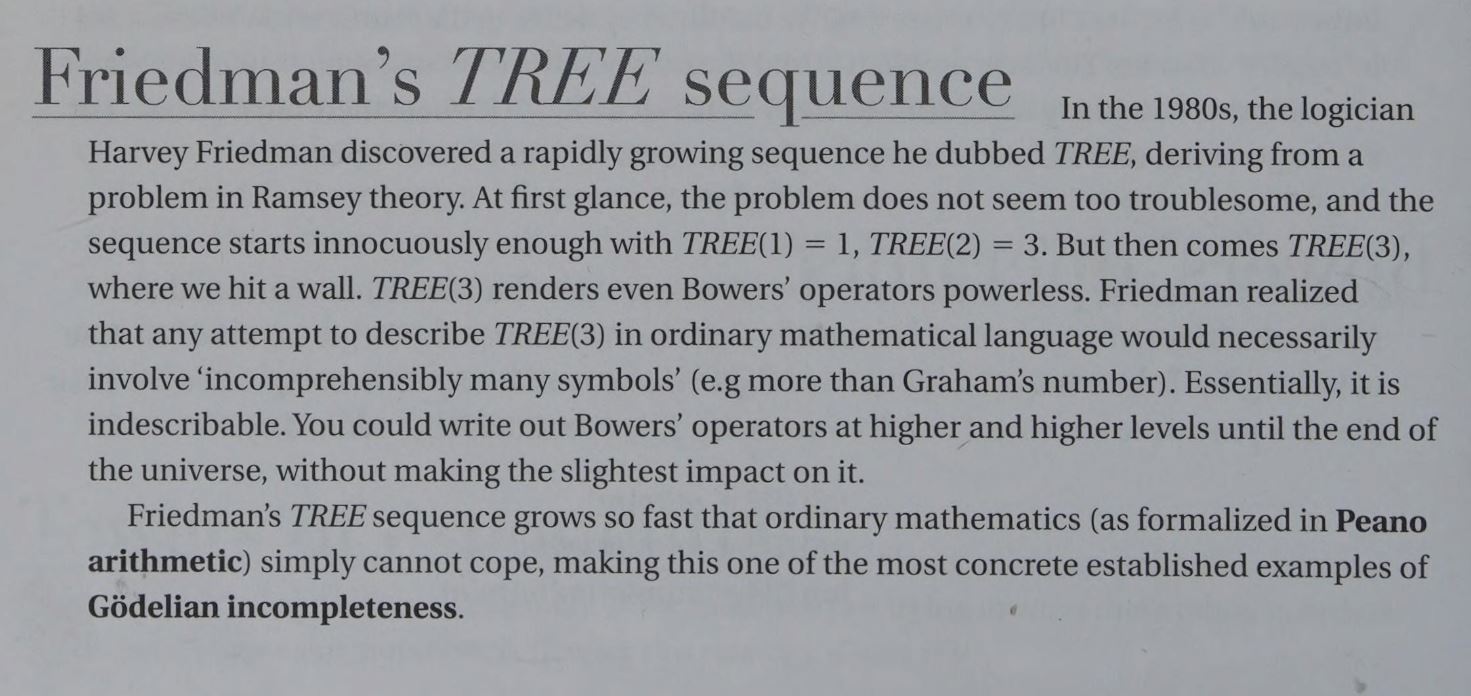 Friedman's TREE sequence In the 1980s, the logician
Harvey Friedman discovered a rapidly growing sequence he dubbed TREE, deriving from a
problem in Ramsey theory. At first glance, the problem does not seem too troublesome, and the
sequence starts innocuously enough with TREE(1) = 1, TREE(2) = 3. But then comes TREE(3),
where we hit a wall. TREE(3) renders even Bowers' operators powerless. Friedman realized
that any attempt to describe TREE(3) in ordinary mathematical language would necessarily
involve 'incomprehensibly many symbols' (e.g more than Graham's number). Essentially, it is
indescribable. You could write out Bowers' operators at higher and higher levels until the end of
the universe, without making the slightest impact on it.
Friedman's TREE sequence grows so fast that ordinary mathematics (as formalized in Peano
arithmetic) simply cannot cope, making this one of the most concrete established examples of
Gödelian incompleteness.